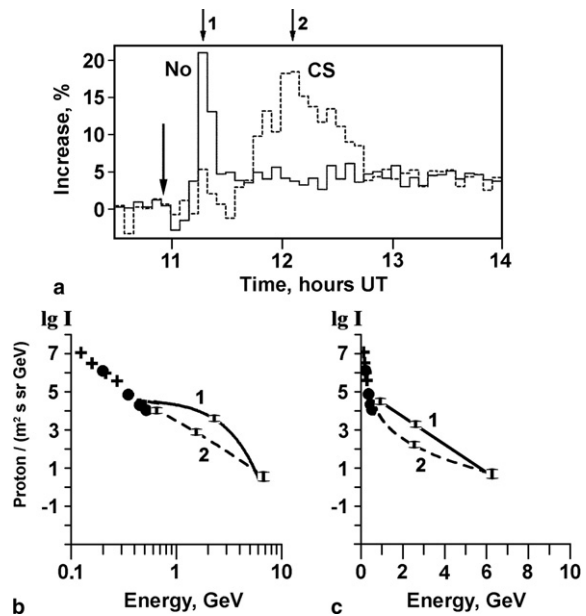 1 2
No CS
Increase, %
20
15
10
5
0
11 12 13 14
Time, hours UT
a
lg I lg I
Proton / (m² s sr GeV)
7 7
5 5
3 3
1 1
-1 -1
1 1
2 2
0.1 1 10 0 2 4 6 8 10
Energy, GeV Energy, GeV
b c